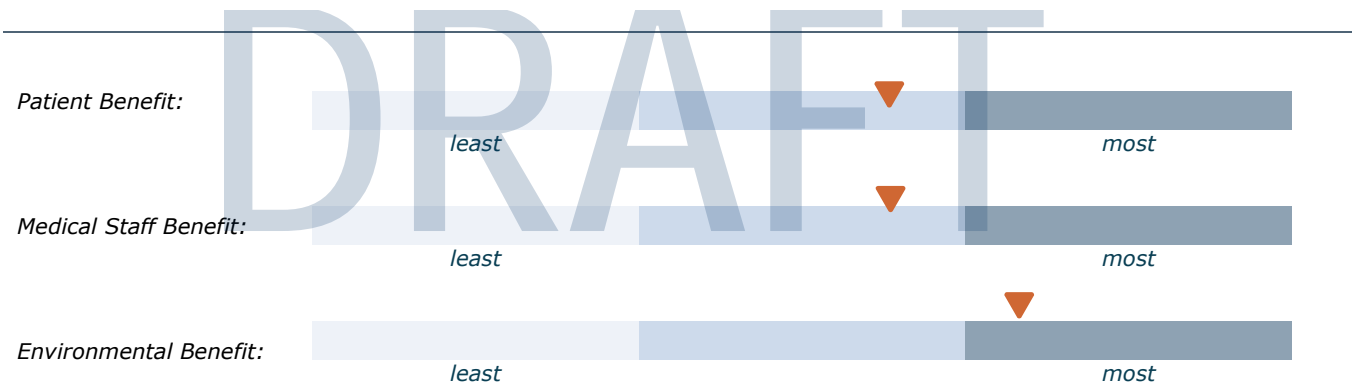 DRAFT
Patient Benefit:
least most
Medical Staff Benefit:
least most
Environmental Benefit:
least most